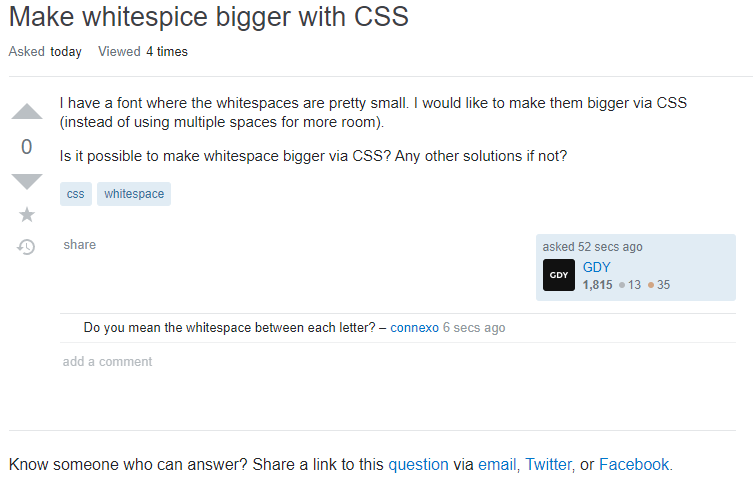 Make whitespice bigger with CSS
Asked today Viewed 4 times
I have a font where the whitespaces are pretty small. I would like to make them bigger via CSS
(instead of using multiple spaces for more room).
0
Is it possible to make whitespace bigger via CSS? Any other solutions if not?
css whitespace
share
asked 52 secs ago
GDY
GDY
1,815 13 35
Do you mean the whitespace between each letter? – connexo 6 secs ago
add a comment
Know someone who can answer? Share a link to this question via email, Twitter, or Facebook.